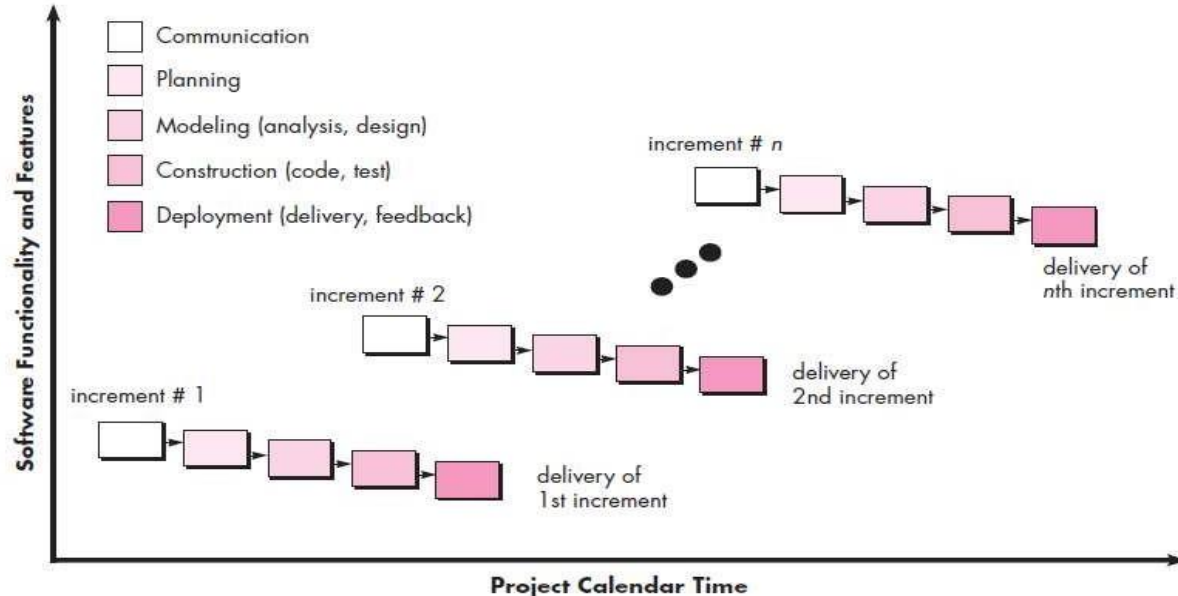 Software Functionality and Features
Communication
Planning
Modeling (analysis, design)
Construction (code, test)
Deployment (delivery, feedback)
increment # n
delivery of
nth increment
increment # 2
delivery of
2nd increment
increment # 1
delivery of
1st increment
Project Calendar Time